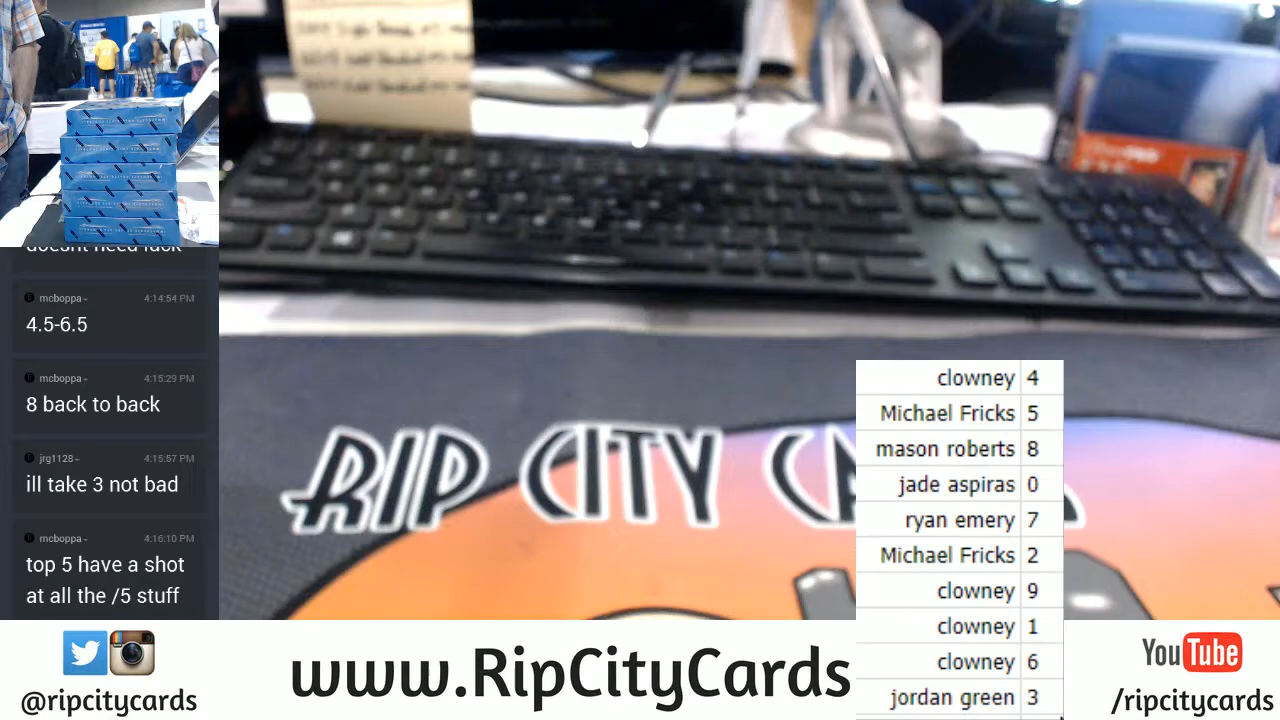 doesnt need luck
mcboppa 4:14:54 PM
4.5-6.5
mcboppa 4:15:29 PM
8 back to back
jrg1128 4:15:57 PM
ill take 3 not bad
mcboppa 4:16:10 PM
top 5 have a shot
at all the /5 stuff
RIP CITY CA
clowney 4
Michael Fricks 5
mason roberts 8
jade aspiras 0
ryan emery 7
Michael Fricks 2
clowney 9
clowney 1
clowney 6
jordan green 3
@ripcitycards
www.RipCityCards
YouTube
/ripcitycards